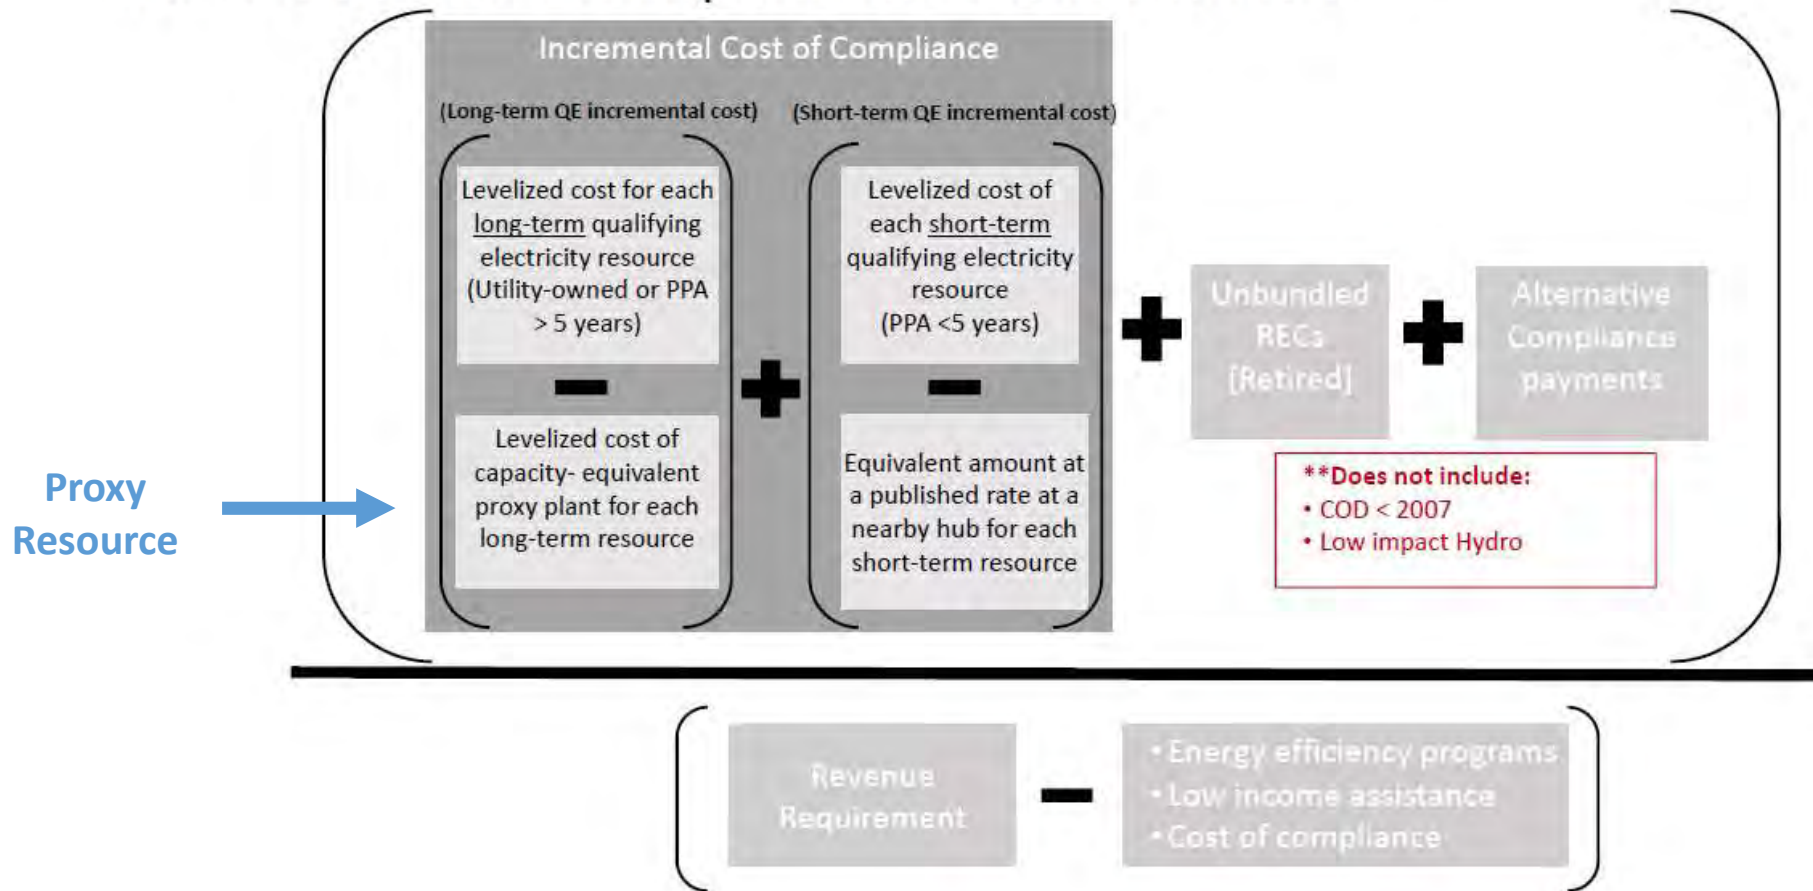 Incremental Cost of Compliance
(Long-term QE incremental cost)
(Short-term QE incremental cost)
Levelized cost for each
long-term qualifying
electricity resource
(Utility-owned or PPA
> 5 years)
Levelized cost of
each short-term
qualifying electricity
resource
(PPA <5 years)
Levelized cost of
capacity- equivalent
proxy plant for each
long-term resource
Equivalent amount at
a published rate at a
nearby hub for each
short-term resource
Unbundled
RECs
[Retired]
Alternative
Compliance
payments
**Does not include:
• COD < 2007
• Low impact Hydro
Proxy
Resource
Revenue
Requirement
• Energy efficiency programs
• Low income assistance
• Cost of compliance